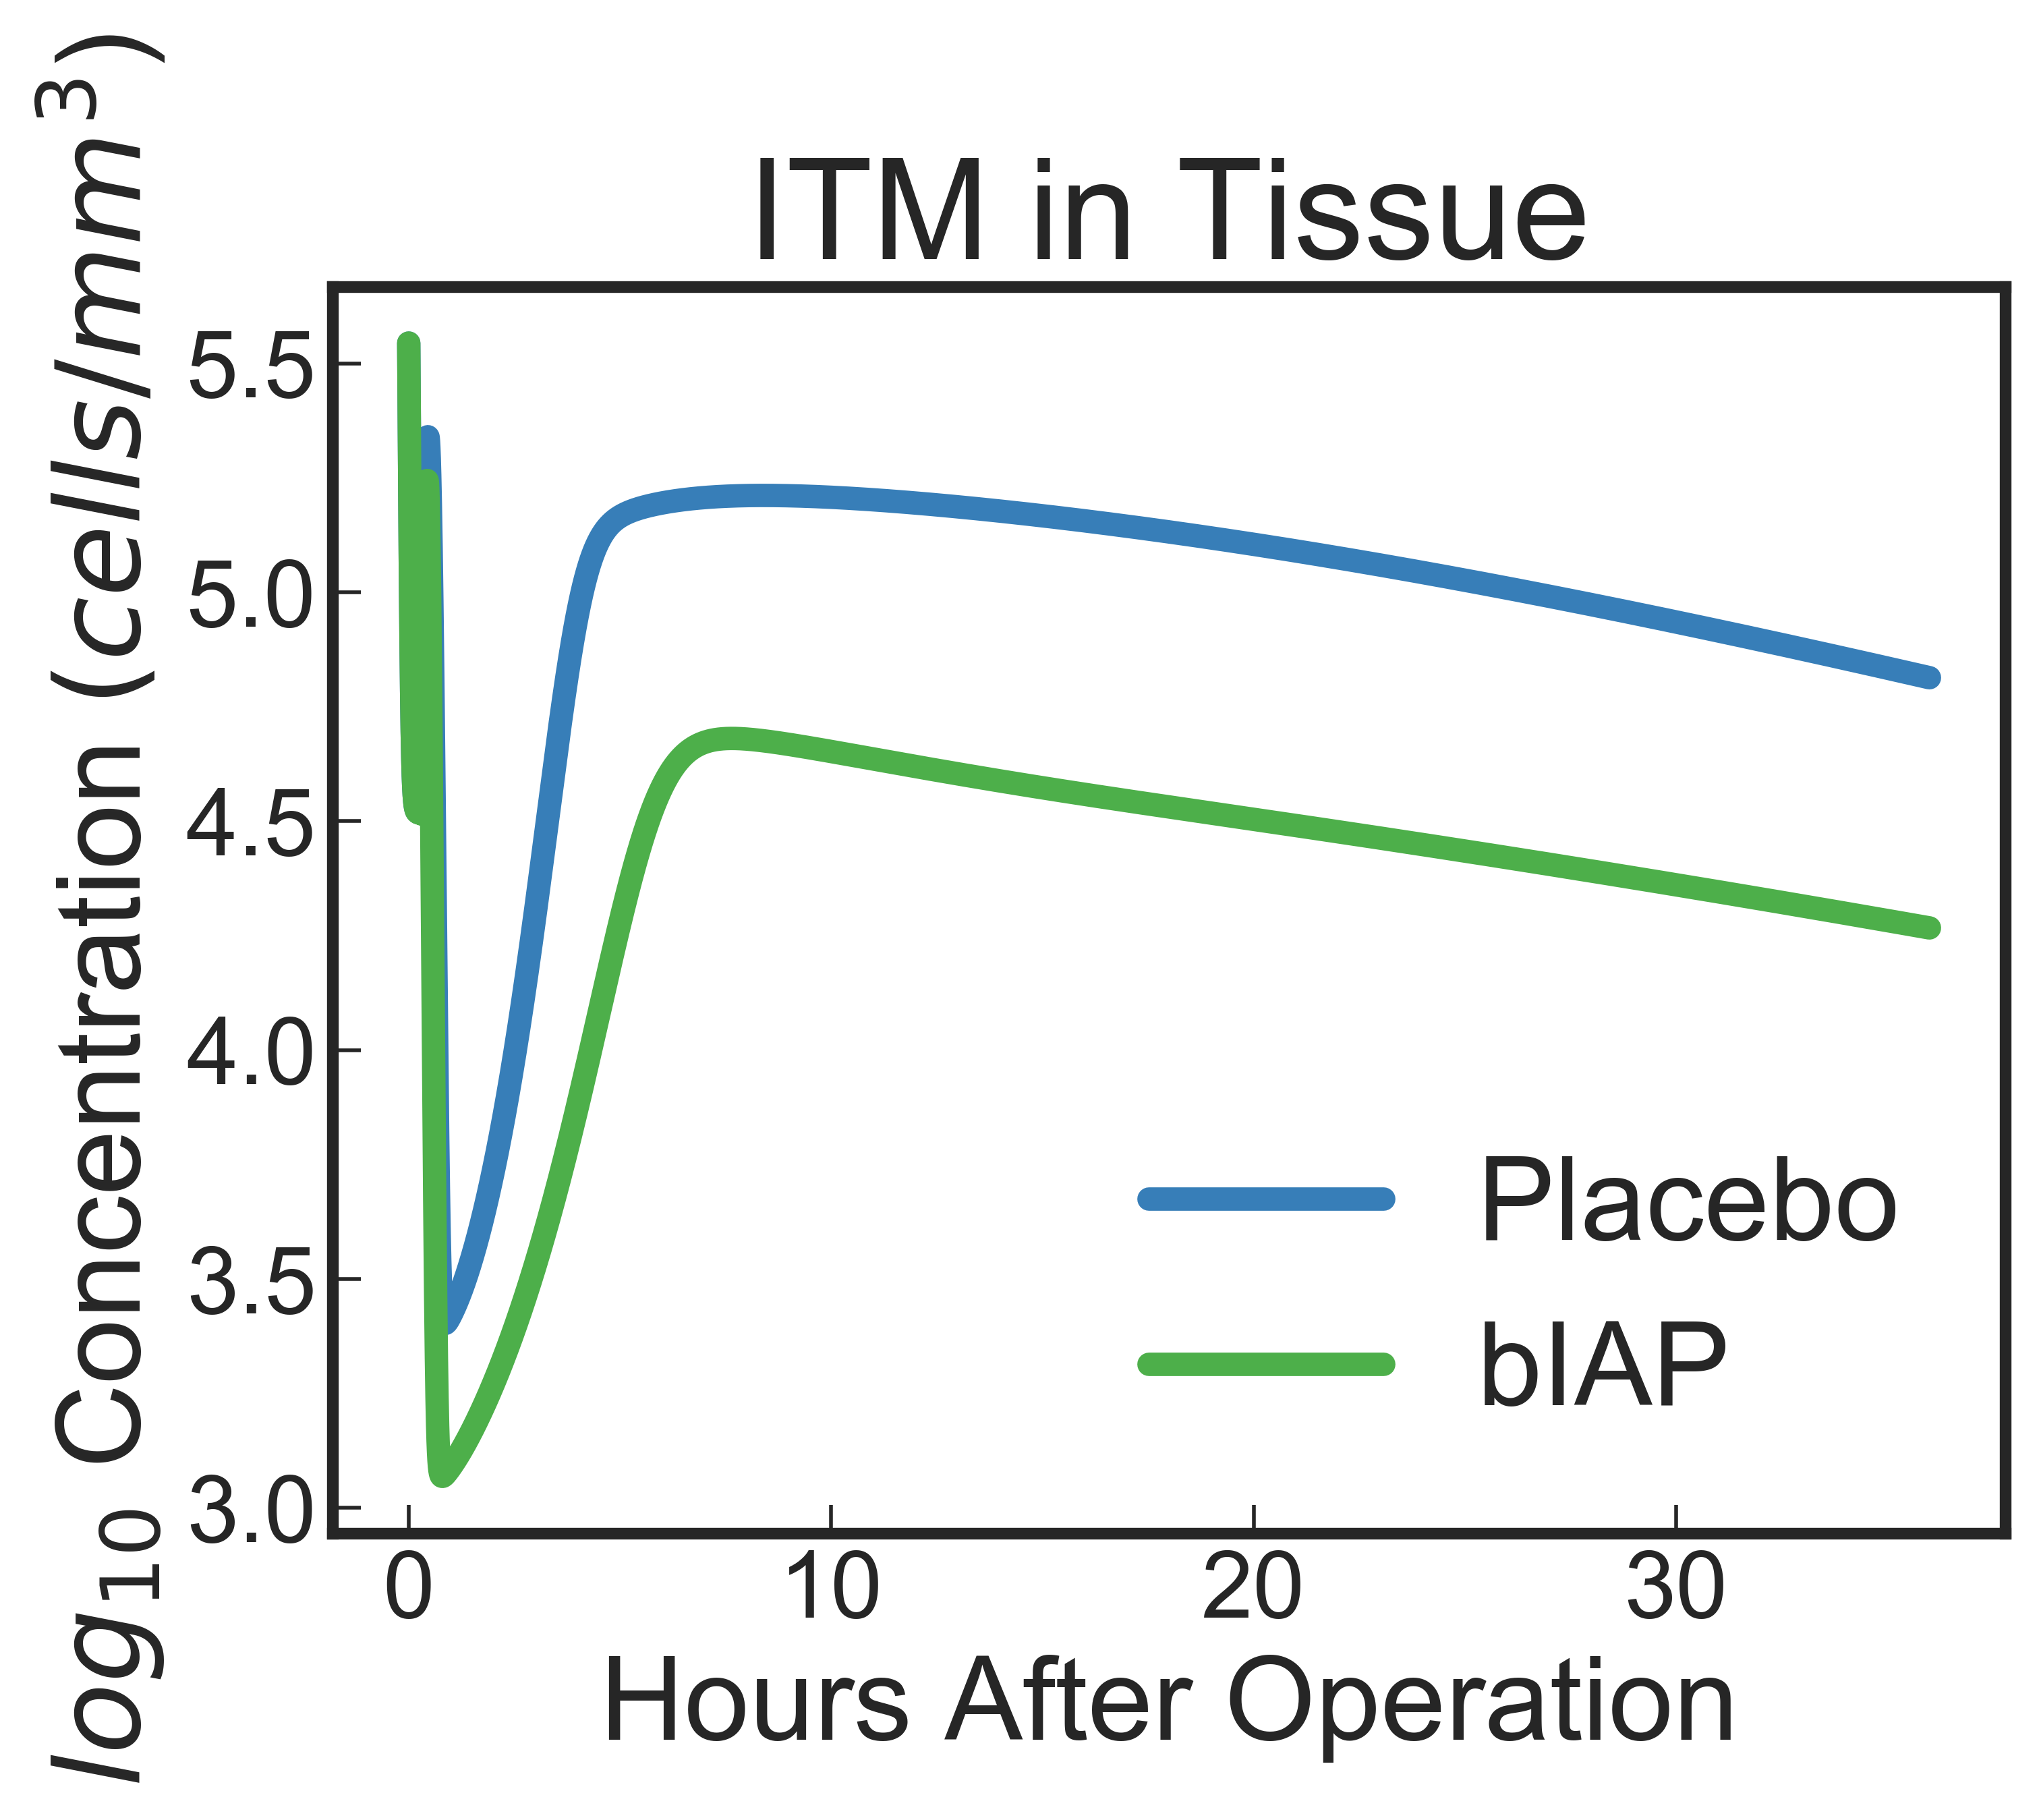 ITM in Tissue
log10 Concentration (cells/mm³)
5.5
5.0
4.5
4.0
3.5
3.0
Placebo
bIAP
0 10 20 30
Hours After Operation